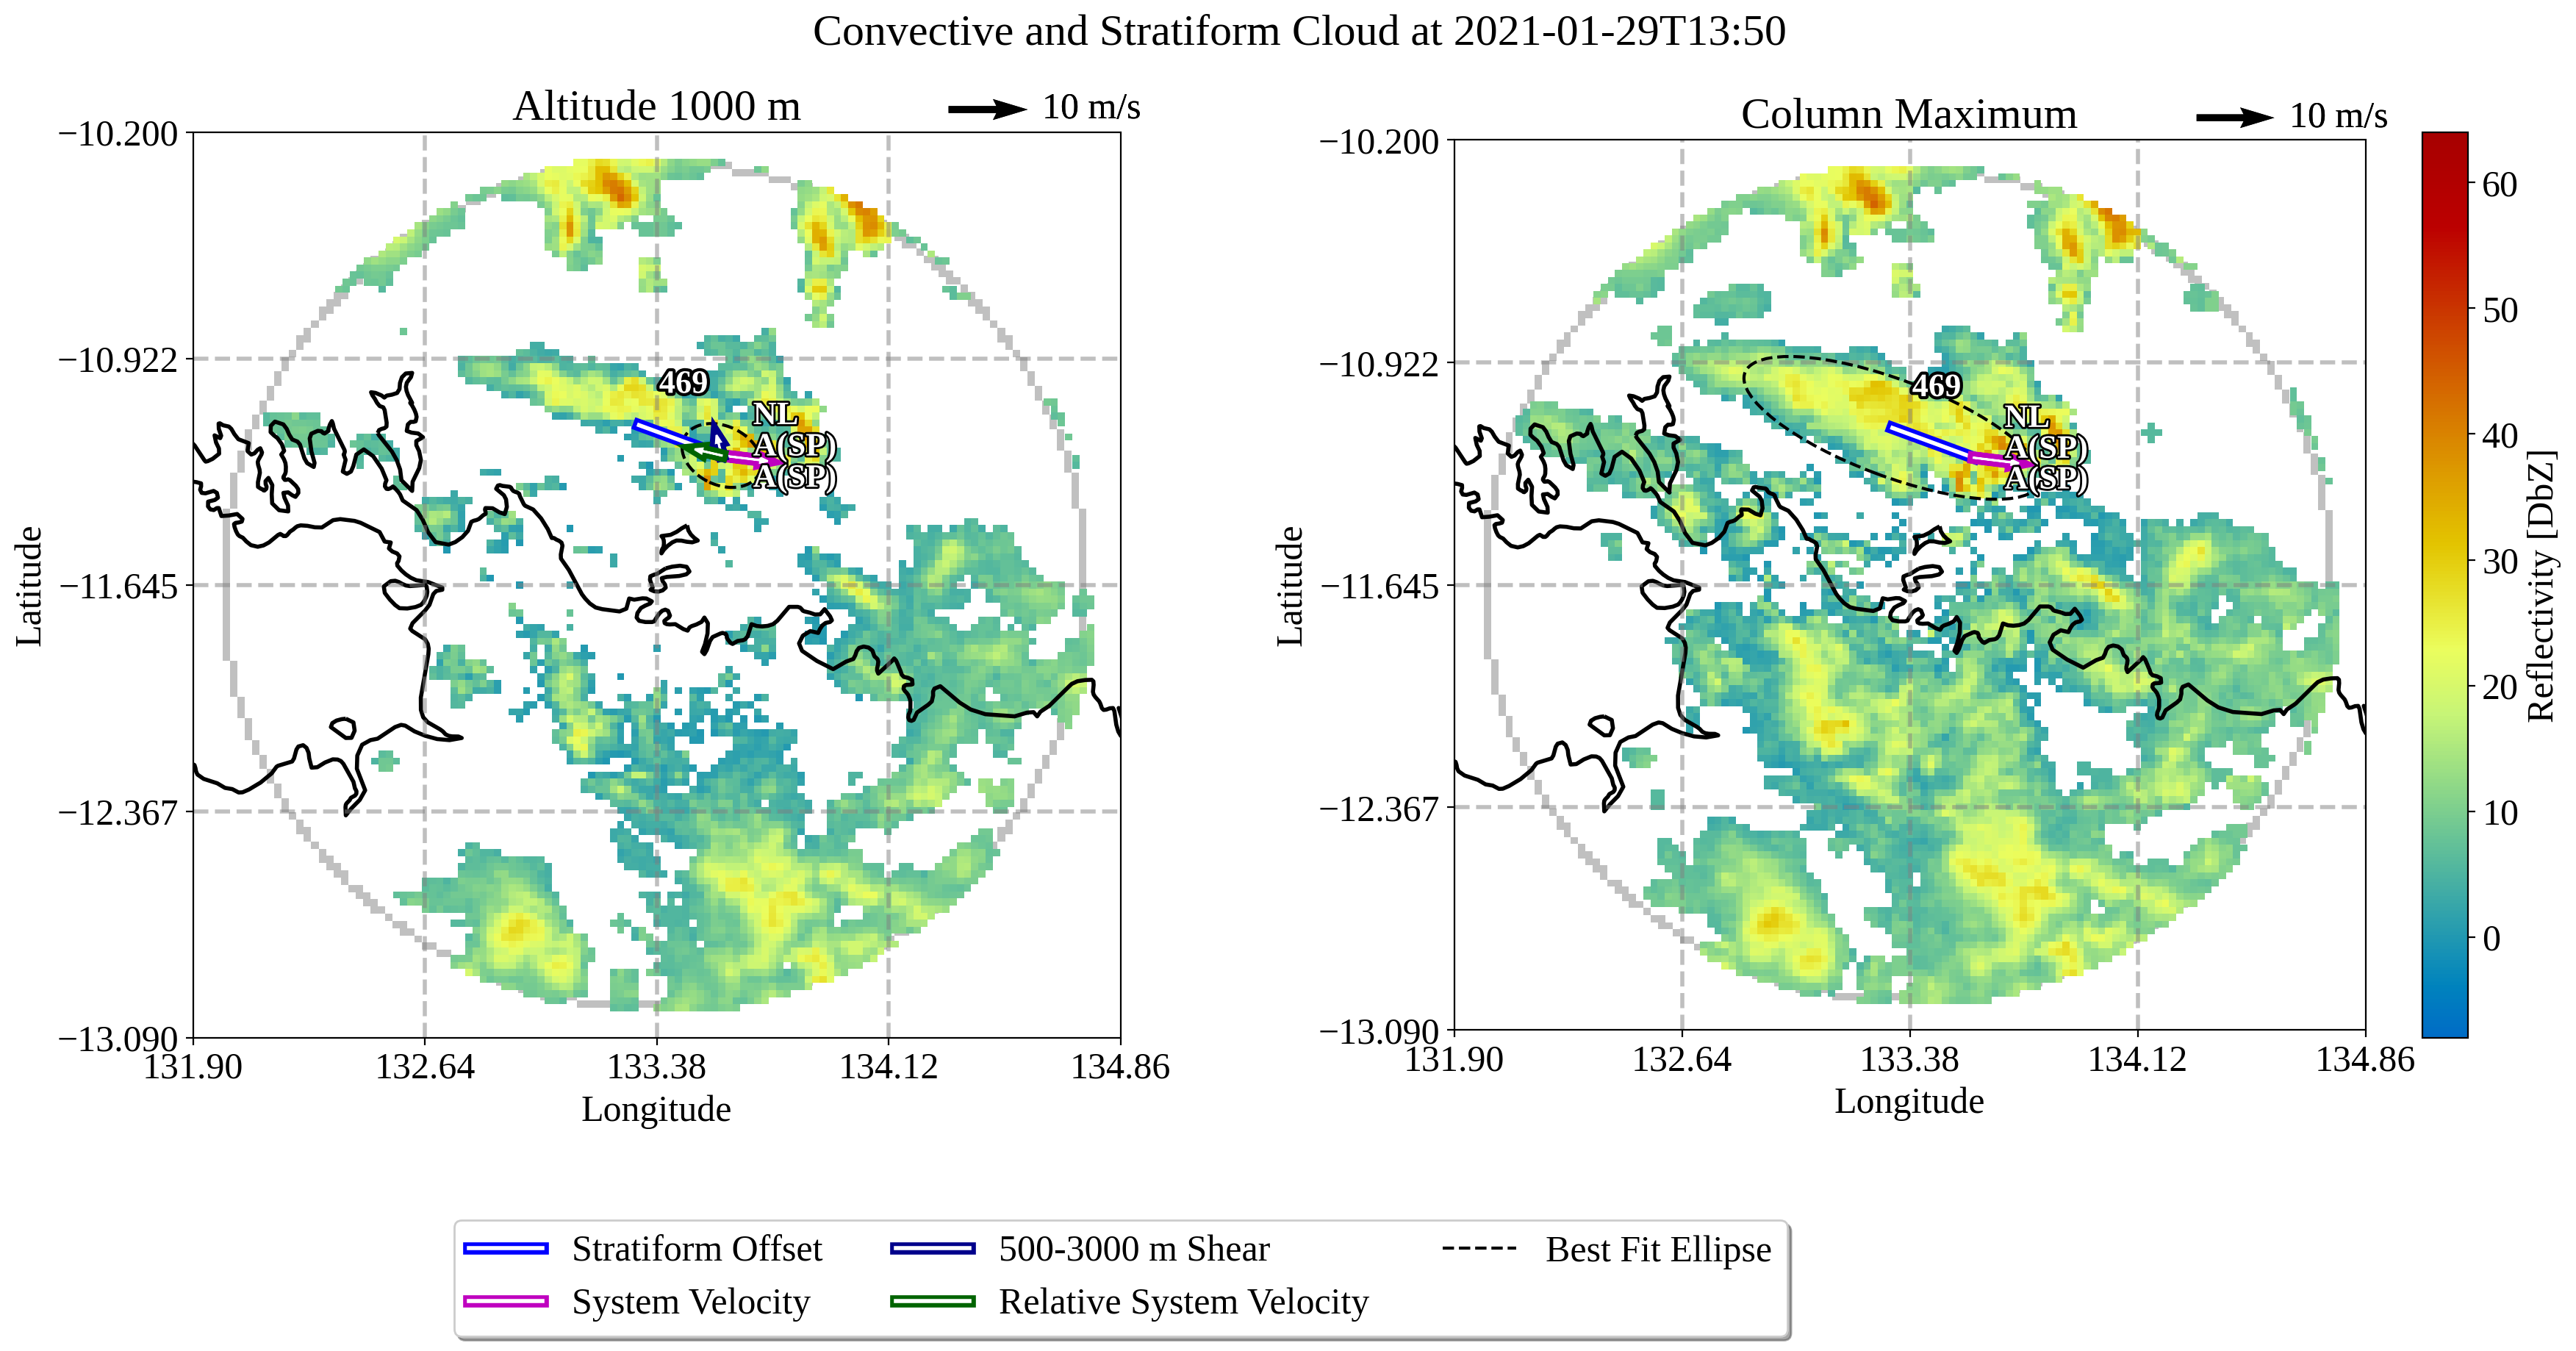 Convective and Stratiform Cloud at 2021-01-29T13:50
Altitude 1000 m
10 m/s
−10.200
−10.922
−11.645
−12.367
−13.090
131.90
132.64
133.38
134.12
134.86
Latitude
Longitude
469
NL
A(SP)
A(SP)
Column Maximum
10 m/s
−10.200
−10.922
−11.645
−12.367
−13.090
131.90
132.64
133.38
134.12
134.86
Latitude
Longitude
469
NL
A(SP)
A(SP)
60
50
40
30
20
10
0
Reflectivity [DbZ]
Stratiform Offset
System Velocity
500-3000 m Shear
Relative System Velocity
Best Fit Ellipse